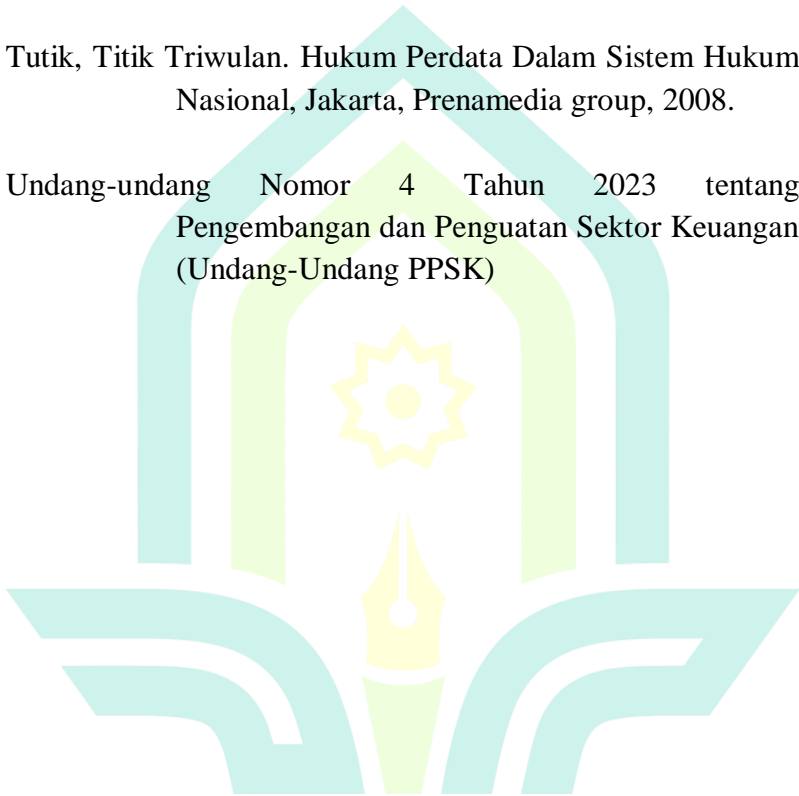 Tutik, Titik Triwulan. Hukum Perdata Dalam Sistem Hukum
Nasional, Jakarta, Prenamedia group, 2008.
Undang-undang Nomor 4 Tahun 2023 tentang
Pengembangan dan Penguatan Sektor Keuangan
(Undang-Undang PPSK)